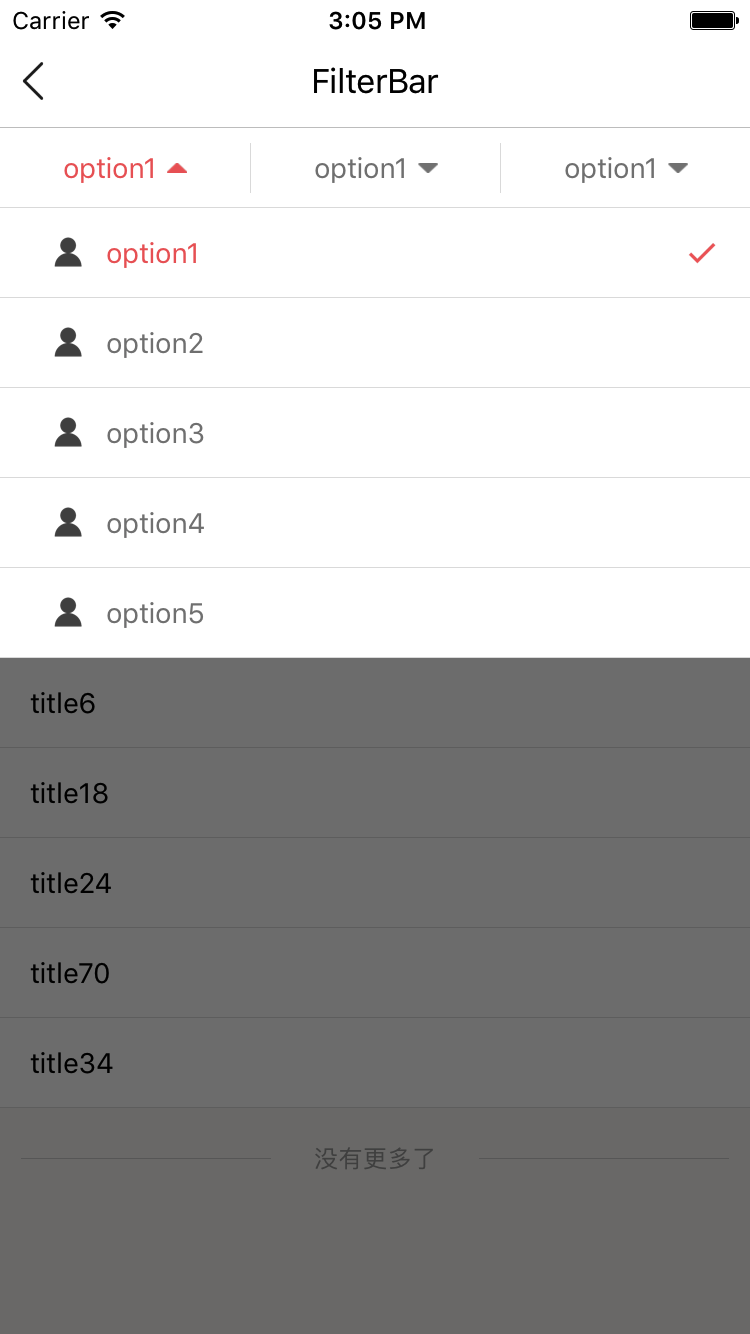 Carrier 3:05 PM
FilterBar
option1 option1 option1
option1
option2
option3
option4
option5
title6
title18
title24
title70
title34
没有更多了